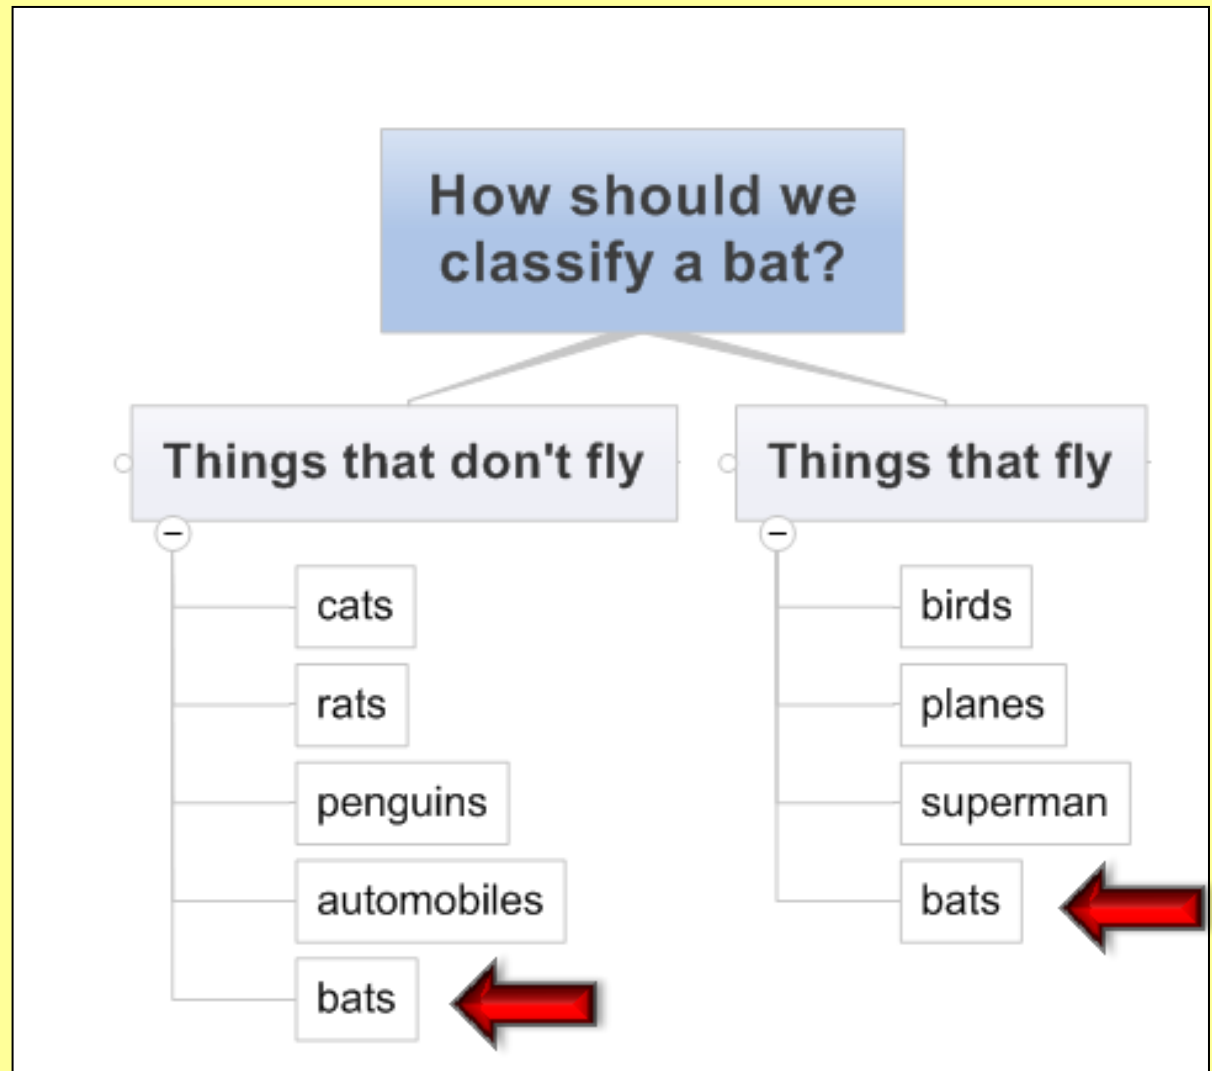 How should we
classify a bat?
Things that don't fly
cats
rats
penguins
automobiles
bats
Things that fly
birds
planes
superman
bats